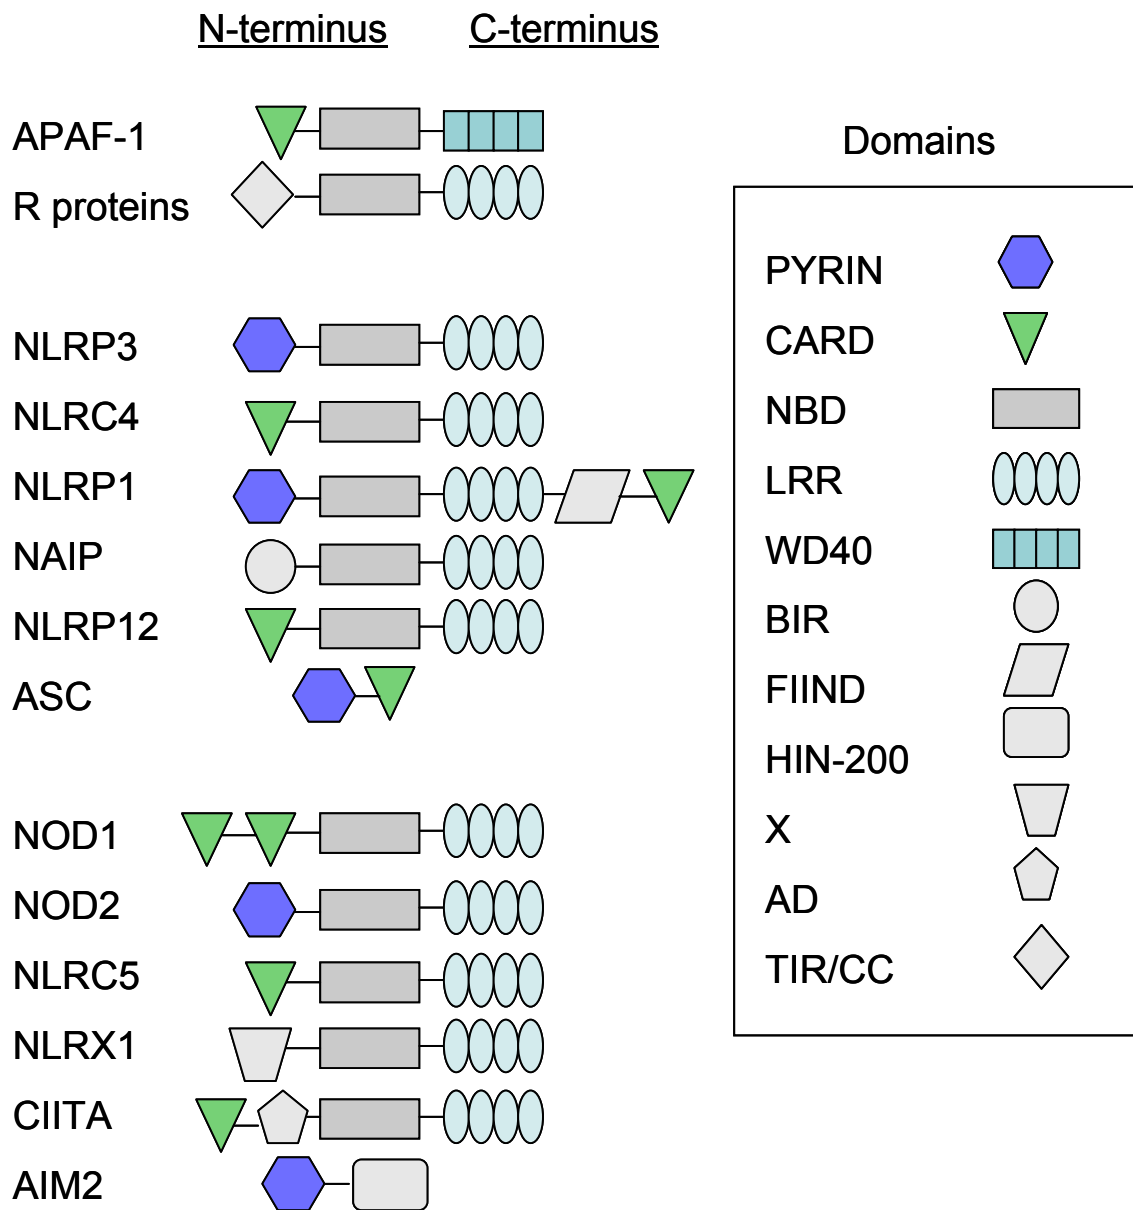 N-terminus C-terminus
APAF-1
R proteins
NLRP3
NLRC4
NLRP1
NAIP
NLRP12
ASC
NOD1
NOD2
NLRC5
NLRX1
CIITA
AIM2
Domains
PYRIN
CARD
NBD
LRR
WD40
BIR
FIIND
HIN-200
X
AD
TIR/CC